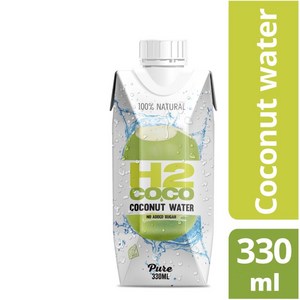 100% NATURAL
H2
COCO
COCONUT WATER
NO ADDED SUGAR
Pure
330ML
Coconut water
330
ml